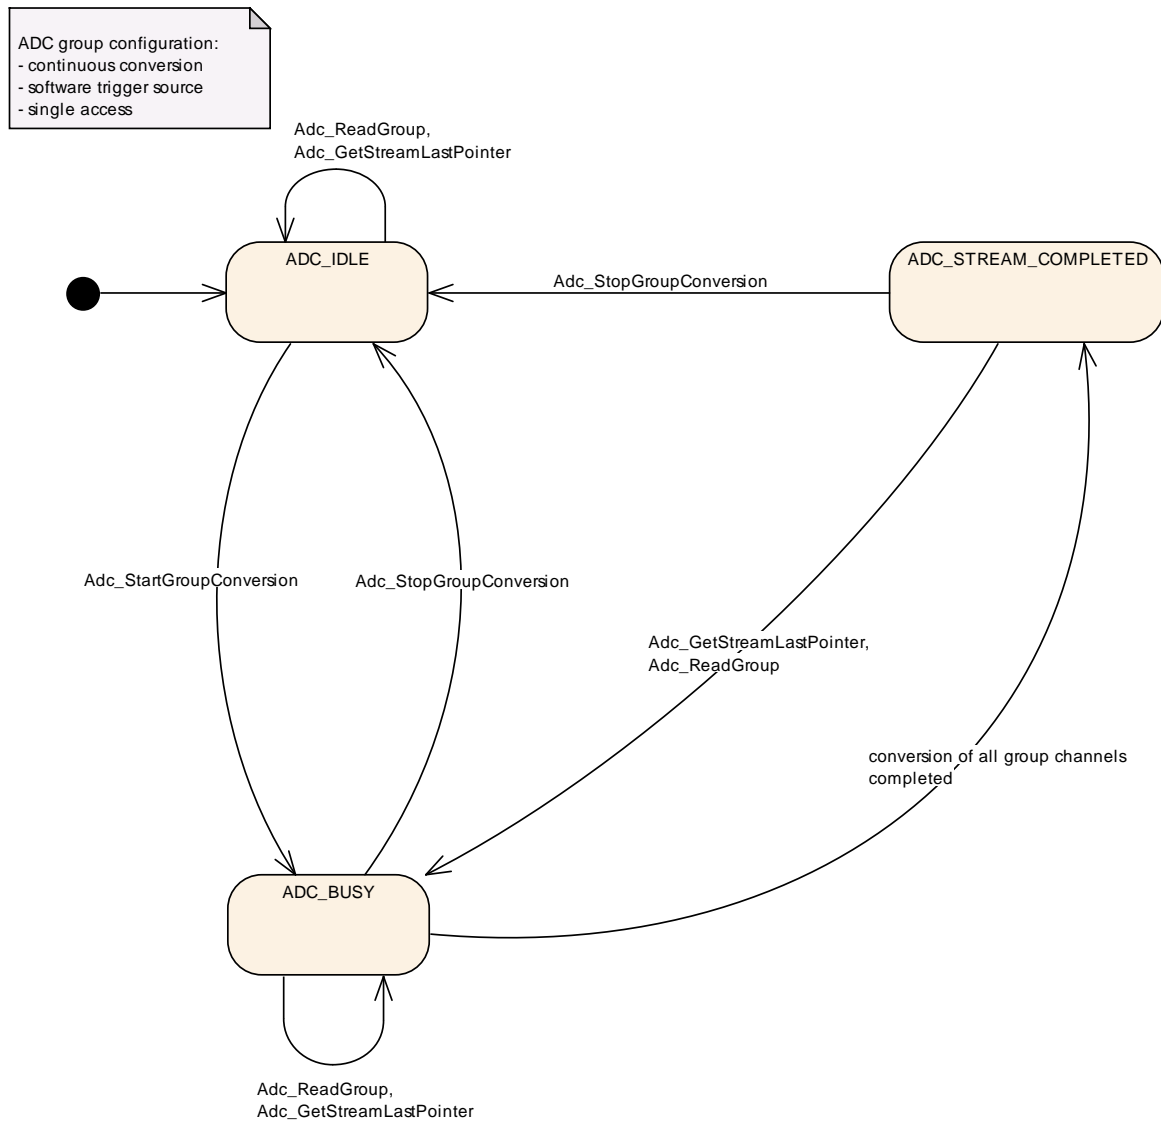 ADC group configuration:
- continuous conversion
- software trigger source
- single access
Adc_ReadGroup,
Adc_GetStreamLastPointer
ADC_IDLE
ADC_STREAM_COMPLETED
Adc_StopGroupConversion
Adc_StartGroupConversion
Adc_StopGroupConversion
Adc_GetStreamLastPointer,
Adc_ReadGroup
conversion of all group channels
completed
ADC_BUSY
Adc_ReadGroup,
Adc_GetStreamLastPointer